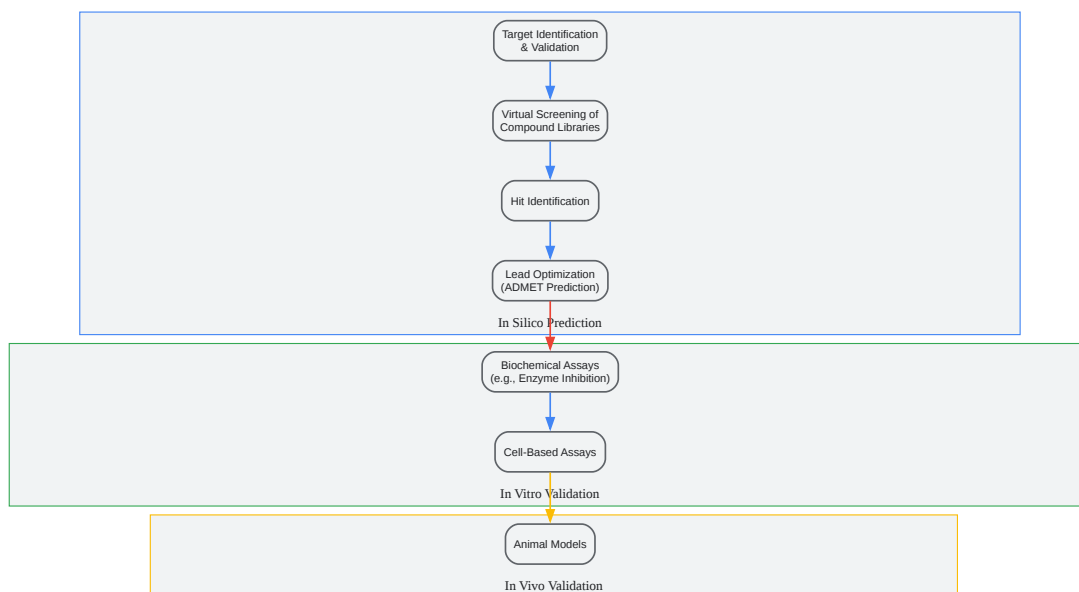 Target Identification
& Validation
Virtual Screening of
Compound Libraries
Hit Identification
Lead Optimization
(ADMET Prediction)
In Silico Prediction
Biochemical Assays
(e.g., Enzyme Inhibition)
Cell-Based Assays
In Vitro Validation
Animal Models
In Vivo Validation